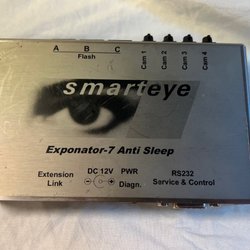 A B C
Flash
Cam 1
Cam 2
Cam 3
Cam 4
smarteye
Exponator-7 Anti Sleep
Extension
Link
DC 12V
PWR
Diagn.
RS232
Service & Control